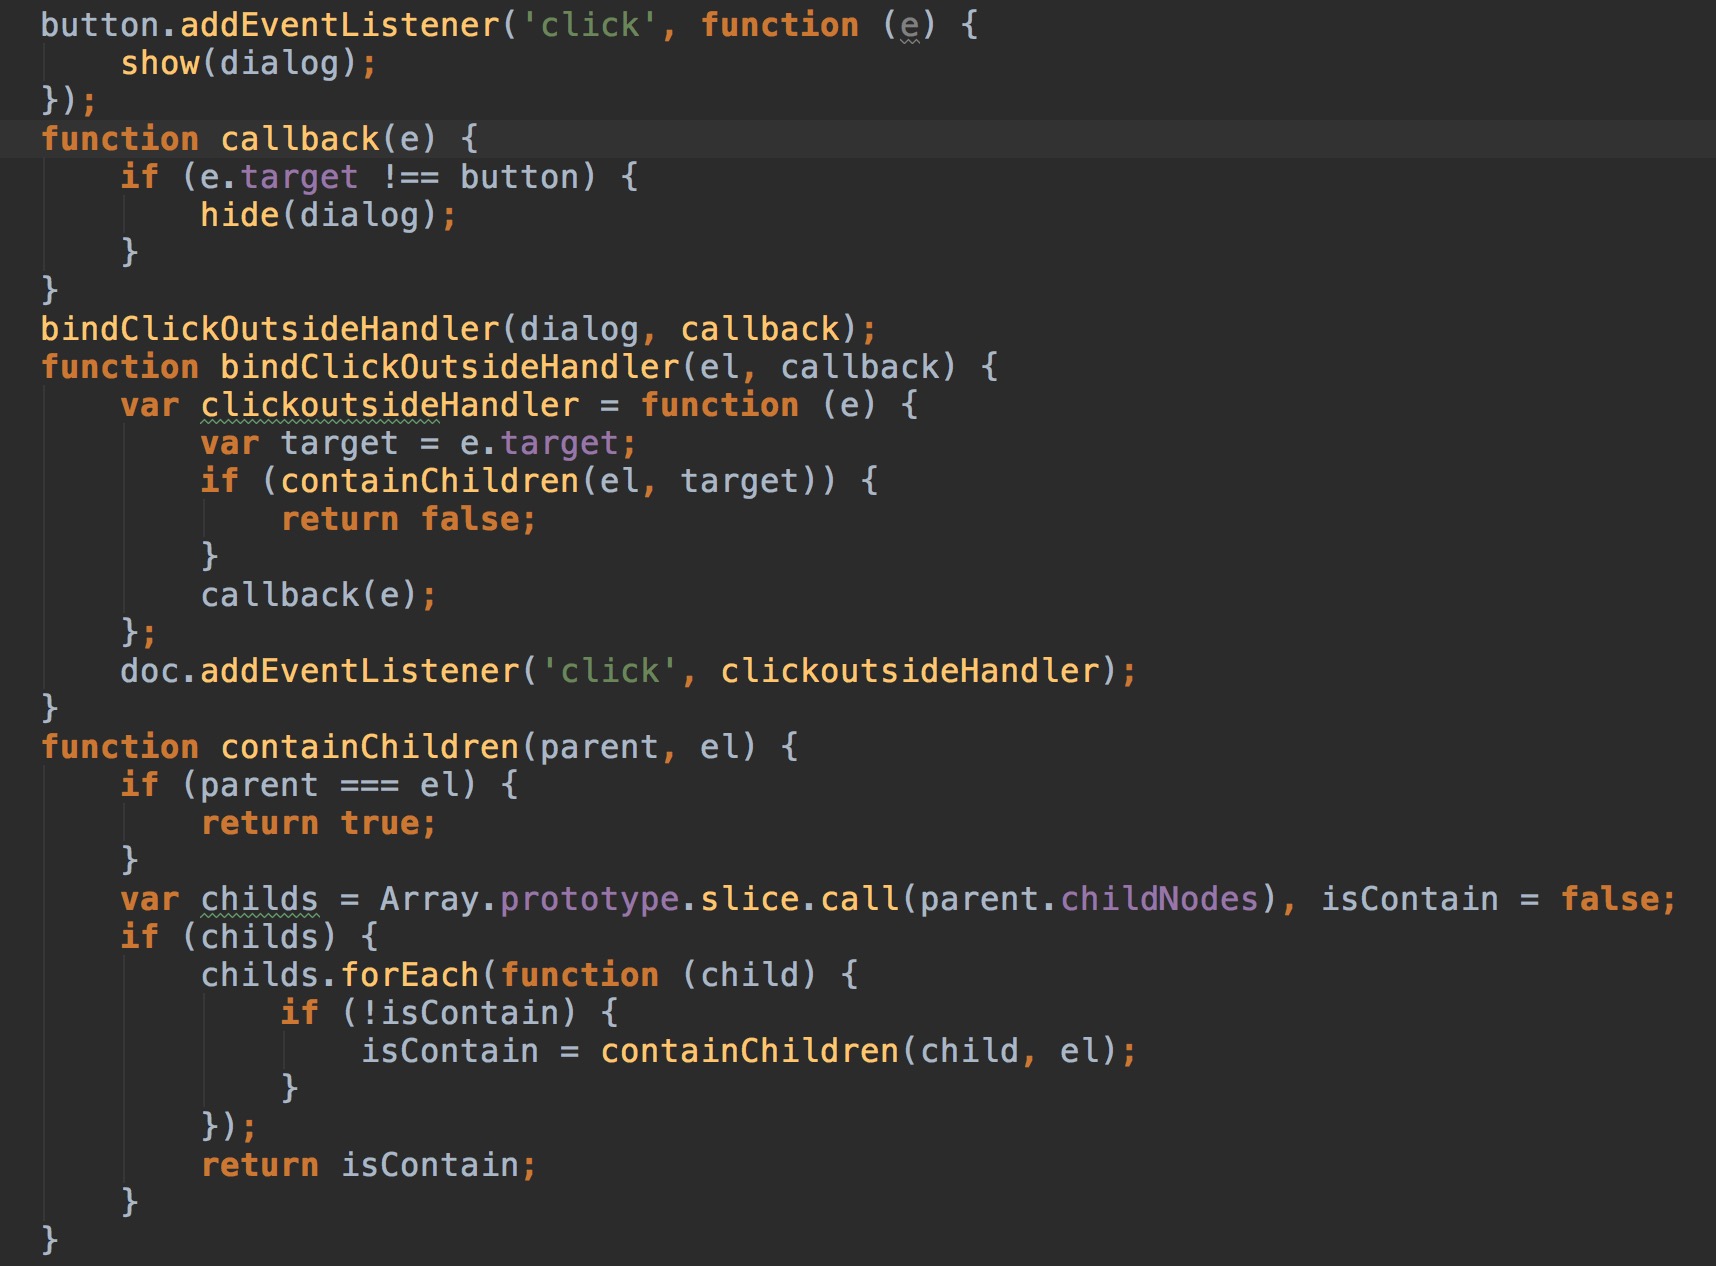 button.addEventListener('click', function (e) {
    show(dialog);
});
function callback(e) {
    if (e.target !== button) {
        hide(dialog);
    }
}
bindClickOutsideHandler(dialog, callback);
function bindClickOutsideHandler(el, callback) {
    var clickoutsideHandler = function (e) {
        var target = e.target;
        if (containChildren(el, target)) {
            return false;
        }
        callback(e);
    };
    doc.addEventListener('click', clickoutsideHandler);
}
function containChildren(parent, el) {
    if (parent === el) {
        return true;
    }
    var childs = Array.prototype.slice.call(parent.childNodes), isContain = false;
    if (childs) {
        childs.forEach(function (child) {
            if (!isContain) {
                isContain = containChildren(child, el);
            }
        });
        return isContain;
    }
}